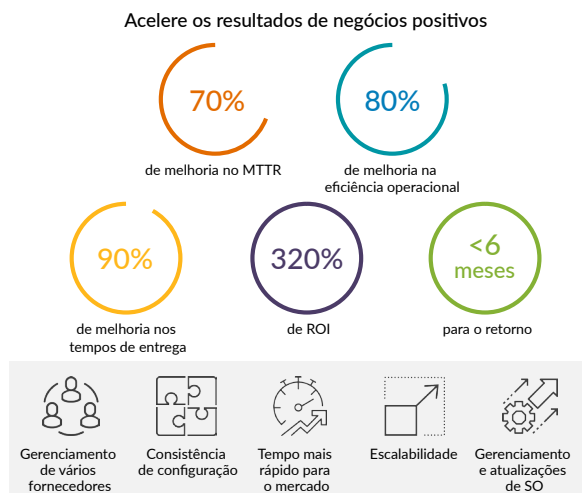 Acelere os resultados de negócios positivos
70%
80%
de melhoria no MTTR
de melhoria na
eficiência operacional
90%
320%
<6
meses
de melhoria nos
tempos de entrega
de ROI
para o retorno
Gerenciamento
de vários
fornecedores
Consistência
de configuração
Tempo mais
rápido para
o mercado
Escalabilidade
Gerenciamento
e atualizações
de SO